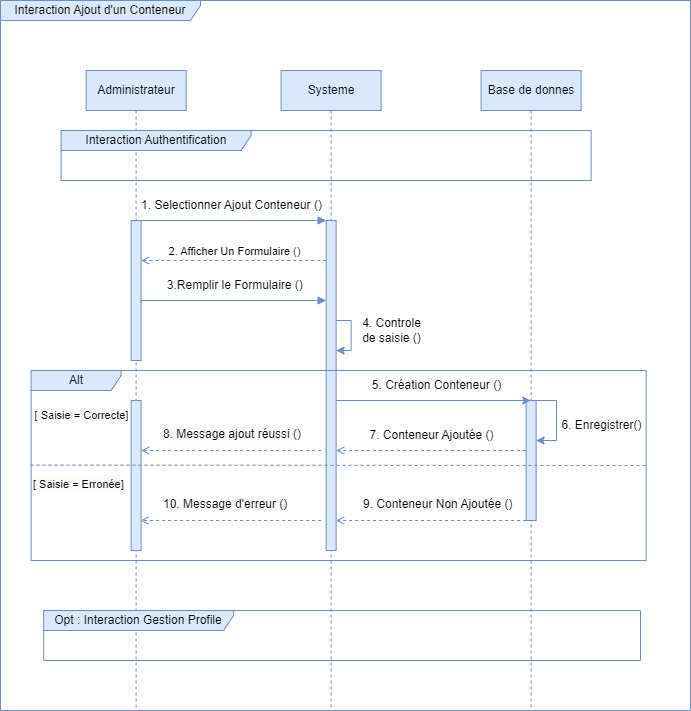 Interaction Ajout d'un Conteneur
Administrateur
Systeme
Base de donnes
Interaction Authentification
1. Selectionner Ajout Conteneur ()
2. Afficher Un Formulaire ()
3.Remplir le Formulaire ()
4. Controle
de saisie ()
Alt
5. Création Conteneur ()
[ Saisie = Correcte]
6. Enregistrer()
8. Message ajout réussi ()
7. Conteneur Ajoutée ()
[ Saisie = Erronée]
10. Message d'erreur ()
9. Conteneur Non Ajoutée ()
Opt : Interaction Gestion Profile